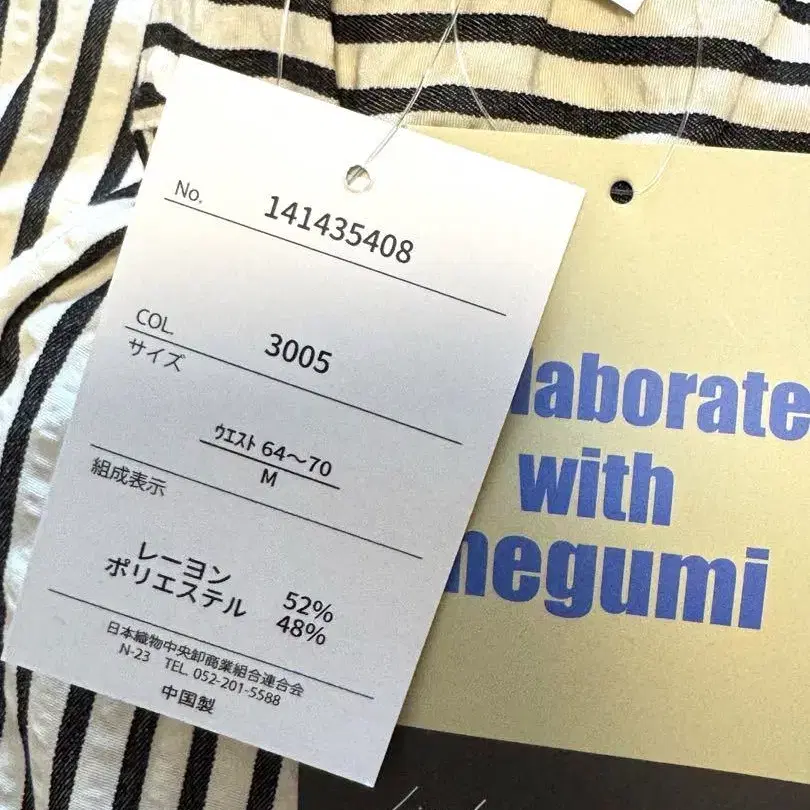 No. 141435408
COL. 3005
サイズ
ウエスト 64～70
M
組成表示
レーヨン 52%
ポリエステル 48%
日本織物中央卸商業組合連合会
N-23 TEL 052-201-5588
中国製
laborate
with
megumi